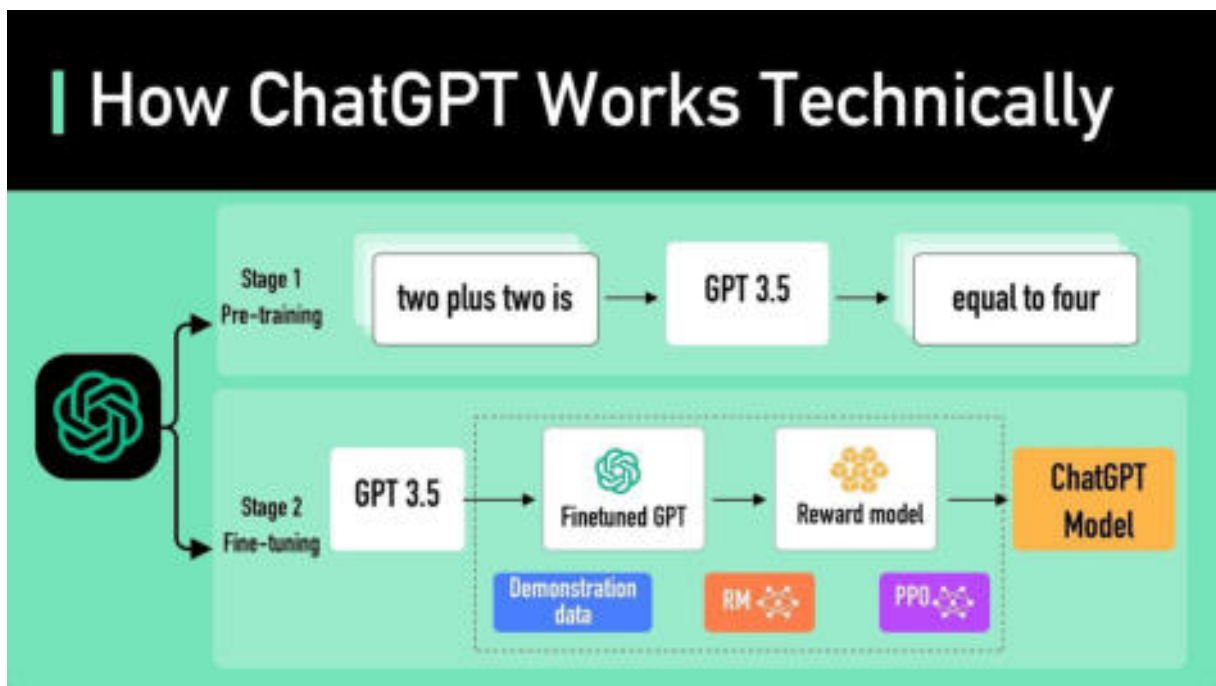 How ChatGPT Works Technically
Stage 1
Pre-training
two plus two is
GPT 3.5
equal to four
Stage 2
Fine-tuning
GPT 3.5
Finetuned GPT
Reward model
ChatGPT
Model
Demonstration
data
RM
PPO